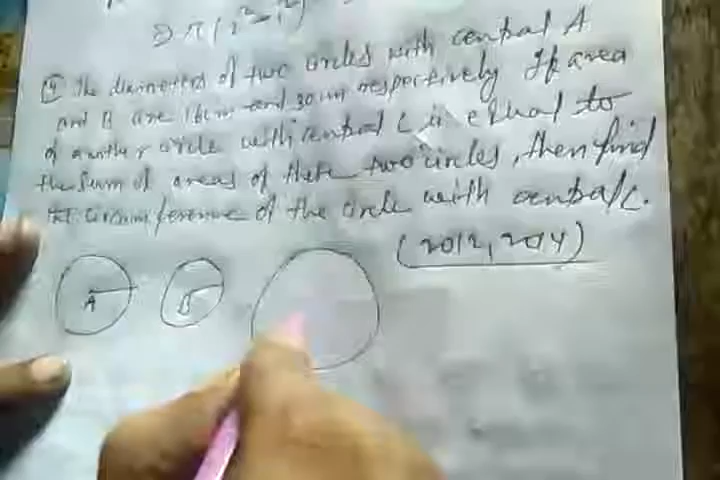 = π(r²-r²)
④ The diameters of two circles with central A
and B are 16cm and 30cm respectively If area
of another circle with central C is equal to
the sum of areas of these two circles, then find
the circumference of the circle with central C.
(2012, 2014)
A B